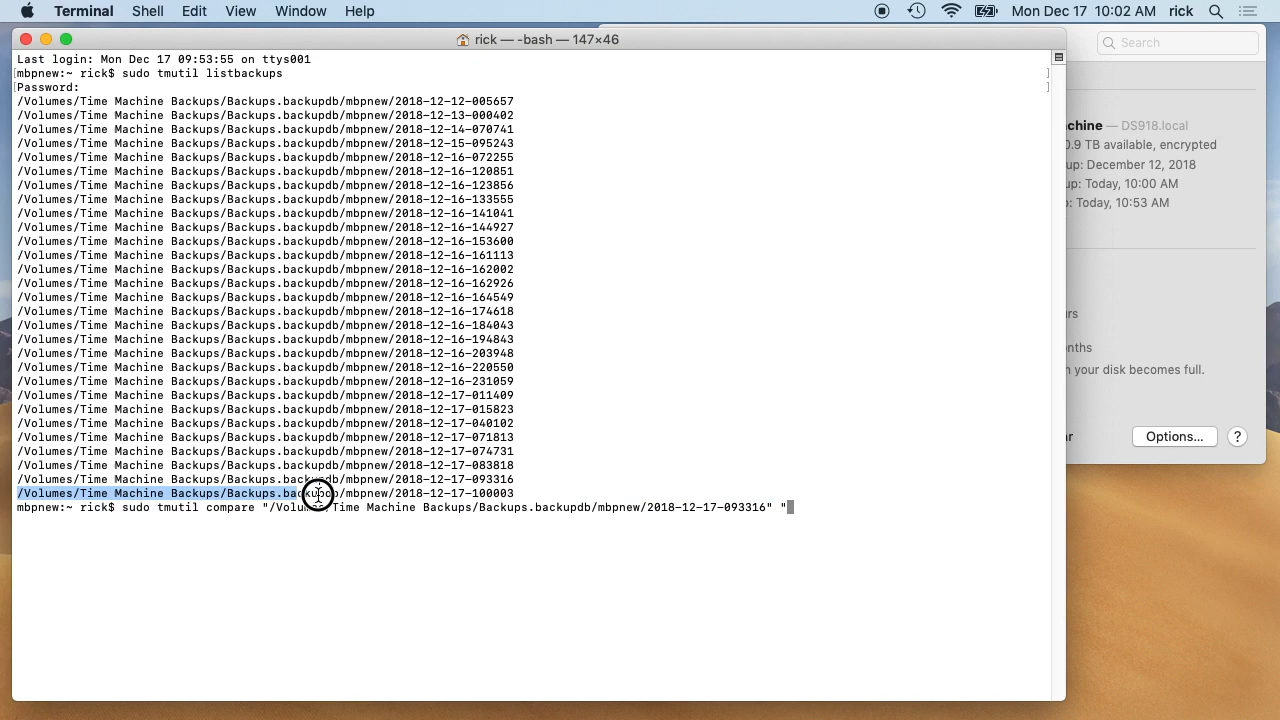 Terminal Shell Edit View Window Help Mon Dec 17 10:02 AM rick
rick — -bash — 147×46
Last login: Mon Dec 17 09:53:55 on ttys001
[mbpnew:~ rick$ sudo tmutil listbackups ]
[Password: ]
/Volumes/Time Machine Backups/Backups.backupdb/mbpnew/2018-12-12-005657
/Volumes/Time Machine Backups/Backups.backupdb/mbpnew/2018-12-13-000402
/Volumes/Time Machine Backups/Backups.backupdb/mbpnew/2018-12-14-070741
/Volumes/Time Machine Backups/Backups.backupdb/mbpnew/2018-12-15-095243
/Volumes/Time Machine Backups/Backups.backupdb/mbpnew/2018-12-16-072255
/Volumes/Time Machine Backups/Backups.backupdb/mbpnew/2018-12-16-120851
/Volumes/Time Machine Backups/Backups.backupdb/mbpnew/2018-12-16-123856
/Volumes/Time Machine Backups/Backups.backupdb/mbpnew/2018-12-16-133555
/Volumes/Time Machine Backups/Backups.backupdb/mbpnew/2018-12-16-141041
/Volumes/Time Machine Backups/Backups.backupdb/mbpnew/2018-12-16-144927
/Volumes/Time Machine Backups/Backups.backupdb/mbpnew/2018-12-16-153600
/Volumes/Time Machine Backups/Backups.backupdb/mbpnew/2018-12-16-161113
/Volumes/Time Machine Backups/Backups.backupdb/mbpnew/2018-12-16-162002
/Volumes/Time Machine Backups/Backups.backupdb/mbpnew/2018-12-16-162926
/Volumes/Time Machine Backups/Backups.backupdb/mbpnew/2018-12-16-164549
/Volumes/Time Machine Backups/Backups.backupdb/mbpnew/2018-12-16-174618
/Volumes/Time Machine Backups/Backups.backupdb/mbpnew/2018-12-16-184043
/Volumes/Time Machine Backups/Backups.backupdb/mbpnew/2018-12-16-194843
/Volumes/Time Machine Backups/Backups.backupdb/mbpnew/2018-12-16-203948
/Volumes/Time Machine Backups/Backups.backupdb/mbpnew/2018-12-16-220550
/Volumes/Time Machine Backups/Backups.backupdb/mbpnew/2018-12-16-231059
/Volumes/Time Machine Backups/Backups.backupdb/mbpnew/2018-12-17-011409
/Volumes/Time Machine Backups/Backups.backupdb/mbpnew/2018-12-17-015823
/Volumes/Time Machine Backups/Backups.backupdb/mbpnew/2018-12-17-040102
/Volumes/Time Machine Backups/Backups.backupdb/mbpnew/2018-12-17-071813
/Volumes/Time Machine Backups/Backups.backupdb/mbpnew/2018-12-17-074731
/Volumes/Time Machine Backups/Backups.backupdb/mbpnew/2018-12-17-083818
/Volumes/Time Machine Backups/Backups.backupdb/mbpnew/2018-12-17-093316
/Volumes/Time Machine Backups/Backups.backupdb/mbpnew/2018-12-17-100003
mbpnew:~ rick$ sudo tmutil compare "/Volumes/Time Machine Backups/Backups.backupdb/mbpnew/2018-12-17-093316" "
Search
chine — DS918.local
0.9 TB available, encrypted
up: December 12, 2018
up: Today, 10:00 AM
p: Today, 10:53 AM
urs
onths
n your disk becomes full.
ar Options... ?